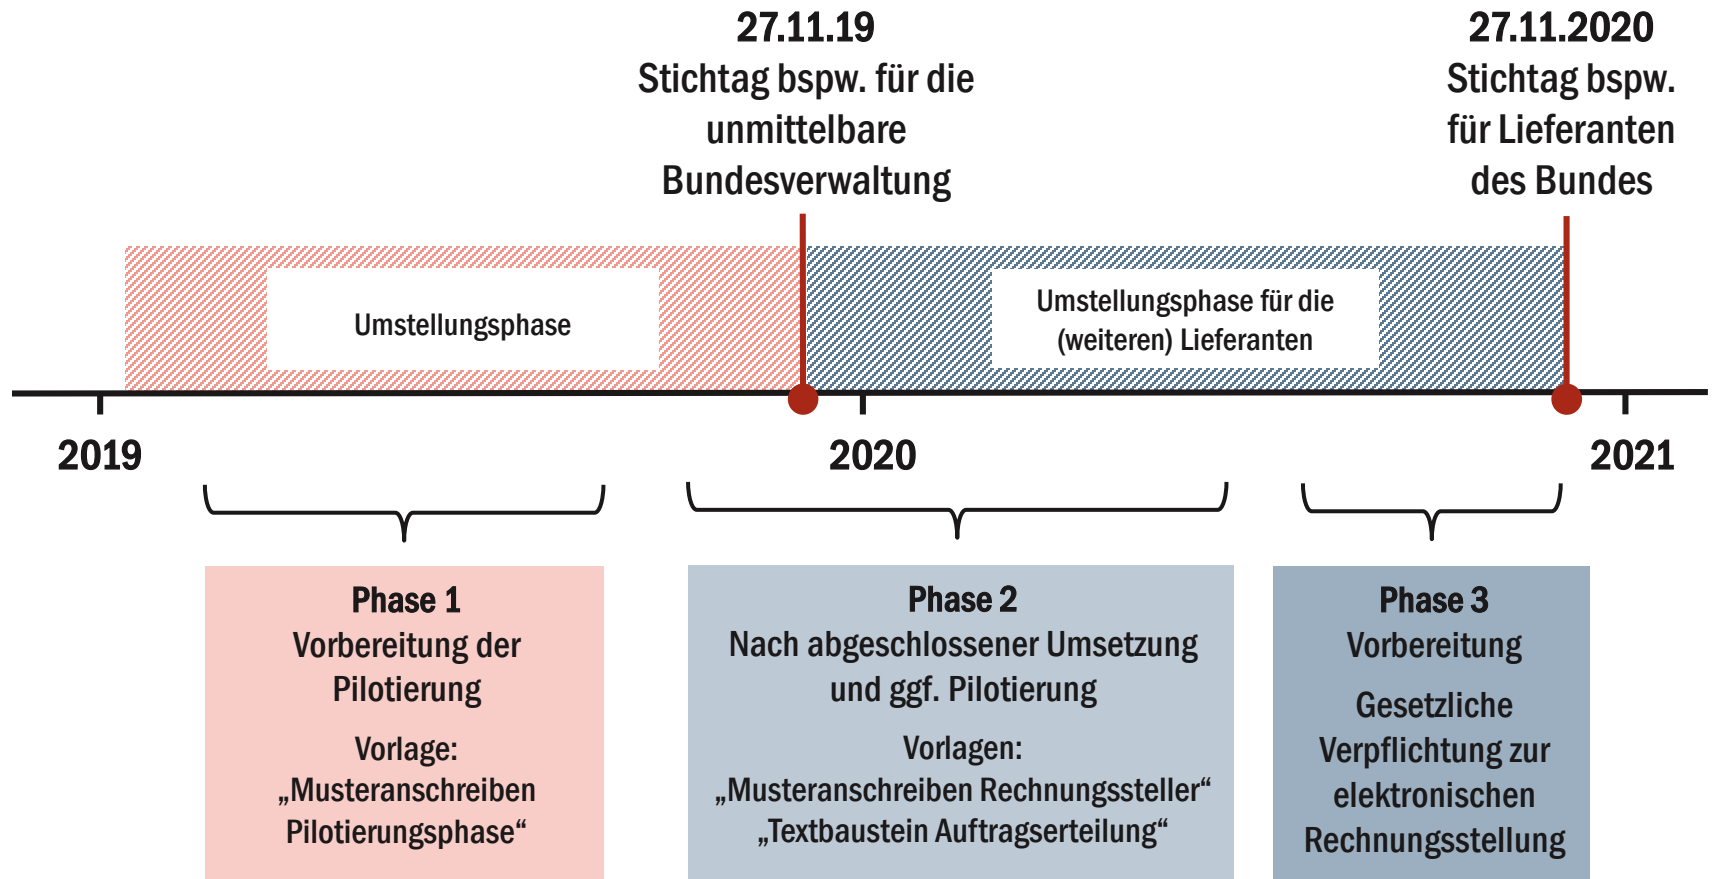 27.11.19
Stichtag bspw. für die
unmittelbare
Bundesverwaltung
27.11.2020
Stichtag bspw.
für Lieferanten
des Bundes
Umstellungsphase
Umstellungsphase für die
(weiteren) Lieferanten
2019
2020
2021
Phase 1
Vorbereitung der
Pilotierung
Vorlage:
„Musteranschreiben
Pilotierungsphase“
Phase 2
Nach abgeschlossener Umsetzung
und ggf. Pilotierung
Vorlagen:
„Musteranschreiben Rechnungssteller“
„Textbaustein Auftragserteilung“
Phase 3
Vorbereitung
Gesetzliche
Verpflichtung zur
elektronischen
Rechnungsstellung